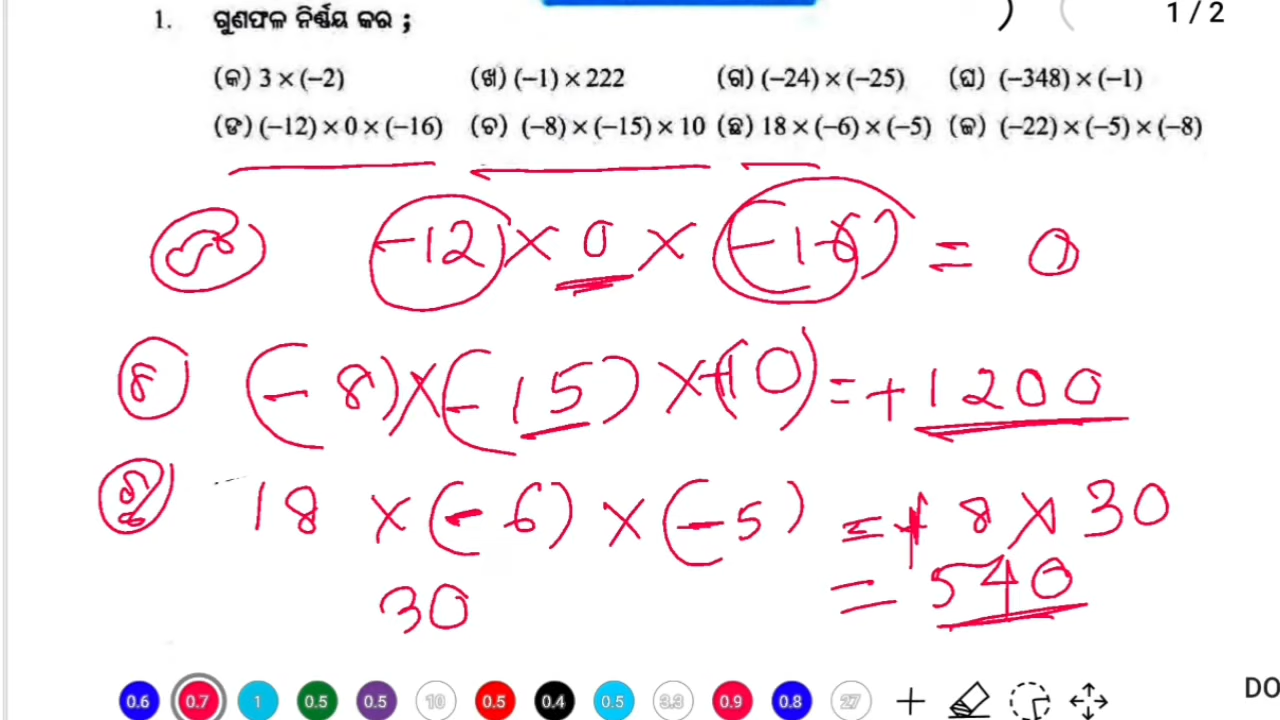 1 / 2
1. ଗୁଣଫଳ ନିର୍ଣ୍ଣୟ କର ;
(କ) 3 × (−2) (ଖ) (−1) × 222 (ଗ) (−24) × (−25) (ଘ) (−348) × (−1)
(ଙ) (−12) × 0 × (−16) (ଚ) (−8) × (−15) × 10 (ଛ) 18 × (−6) × (−5) (ଜ) (−22) × (−5) × (−8)
ଙ −12) × 0 × (−16) = 0
ଚ (−8) × (−15) × (+10) = +1200
ଛ 18 × (−6) × (−5) = 18 × 30
30 = 540
0.6 0.7 1 0.5 0.5 10 0.5 0.4 0.5 3.3 0.9 0.8 27 DO